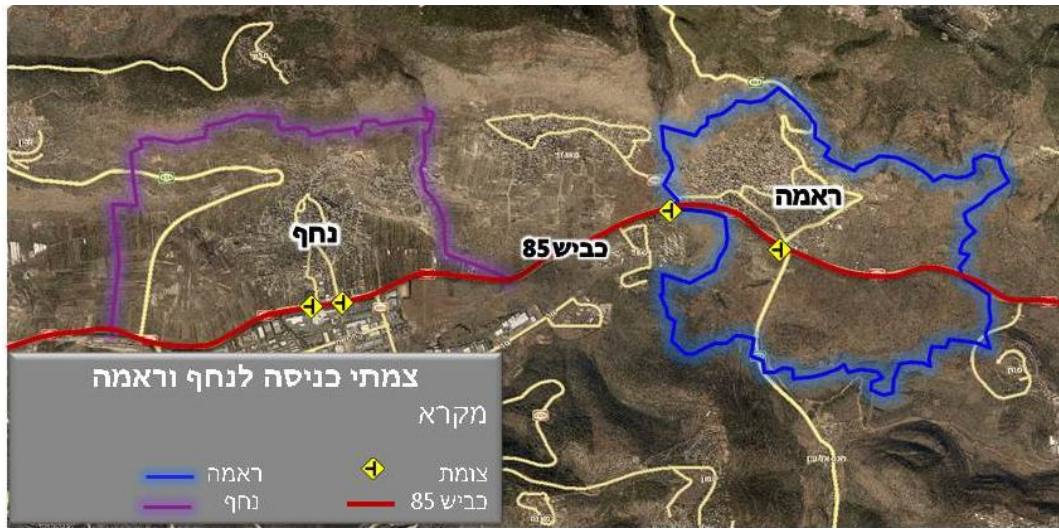 נחף
כביש 85
ראמה
צמתי כניסה לנחף וראמה
מקרא
צומת
ראמה
כביש 85
נחף